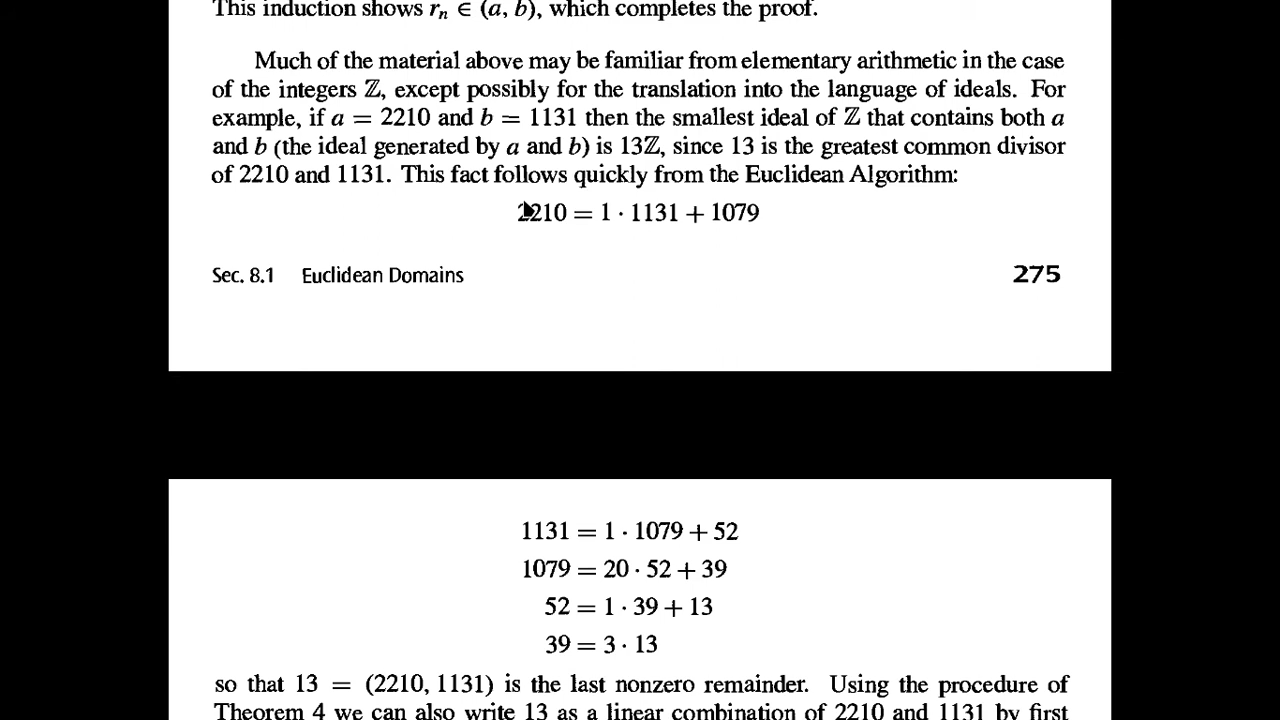 This induction shows rₙ ∈ (a, b), which completes the proof.
Much of the material above may be familiar from elementary arithmetic in the case
of the integers ℤ, except possibly for the translation into the language of ideals. For
example, if a = 2210 and b = 1131 then the smallest ideal of ℤ that contains both a
and b (the ideal generated by a and b) is 13ℤ, since 13 is the greatest common divisor
of 2210 and 1131. This fact follows quickly from the Euclidean Algorithm:
2210 = 1 · 1131 + 1079
Sec. 8.1 Euclidean Domains 275
1131 = 1 · 1079 + 52
1079 = 20 · 52 + 39
52 = 1 · 39 + 13
39 = 3 · 13
so that 13 = (2210, 1131) is the last nonzero remainder. Using the procedure of
Theorem 4 we can also write 13 as a linear combination of 2210 and 1131 by first